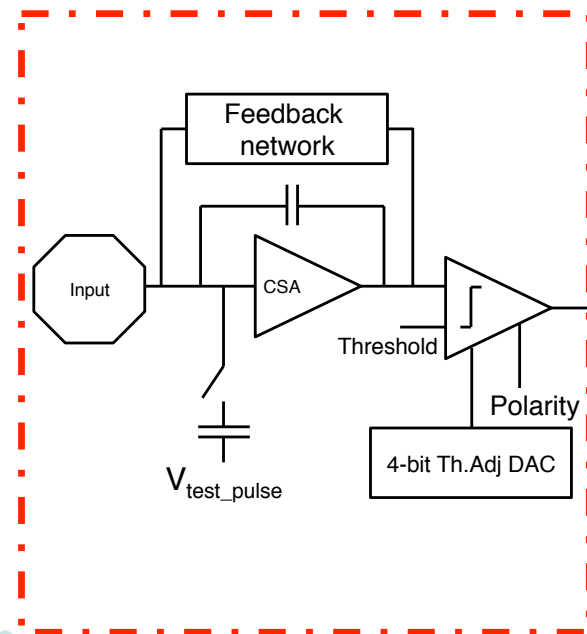 Feedback
network
Input
CSA
Threshold
Polarity
4-bit Th.Adj DAC
V_test_pulse